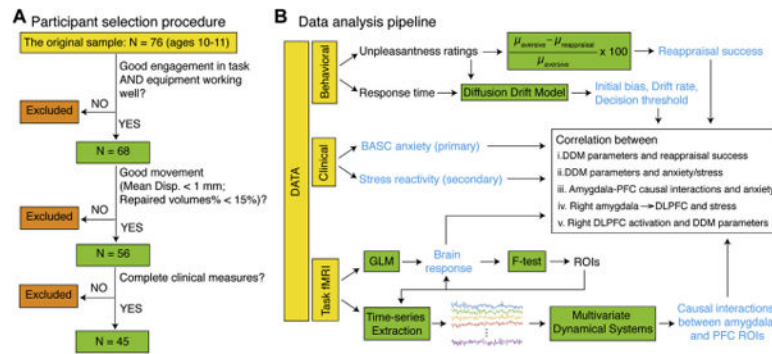 A Participant selection procedure
The original sample: N = 76 (ages 10-11)
Good engagement in task
AND equipment working
well?
NO
Excluded
YES
N = 68
Good movement
(Mean Disp. < 1 mm;
Repaired volumes% < 15%)?
NO
Excluded
YES
N = 56
Complete clinical measures?
NO
Excluded
YES
N = 45
B Data analysis pipeline
DATA
Behavioral
Unpleasantness ratings
μaversive − μreappraisal
μaversive
x 100
Reappraisal success
Response time
Diffusion Drift Model
Initial bias, Drift rate,
Decision threshold
Clinical
BASC anxiety (primary)
Stress reactivity (secondary)
Correlation between
i.DDM parameters and reappraisal success
ii.DDM parameters and anxiety/stress
iii. Amygdala-PFC causal interactions and anxiety
iv. Right amygdala → DLPFC and stress
v. Right DLPFC activation and DDM parameters
Task fMRI
GLM
Brain
response
F-test
ROIs
Time-series
Extraction
Multivariate
Dynamical Systems
Causal interactions
between amygdala
and PFC ROIs